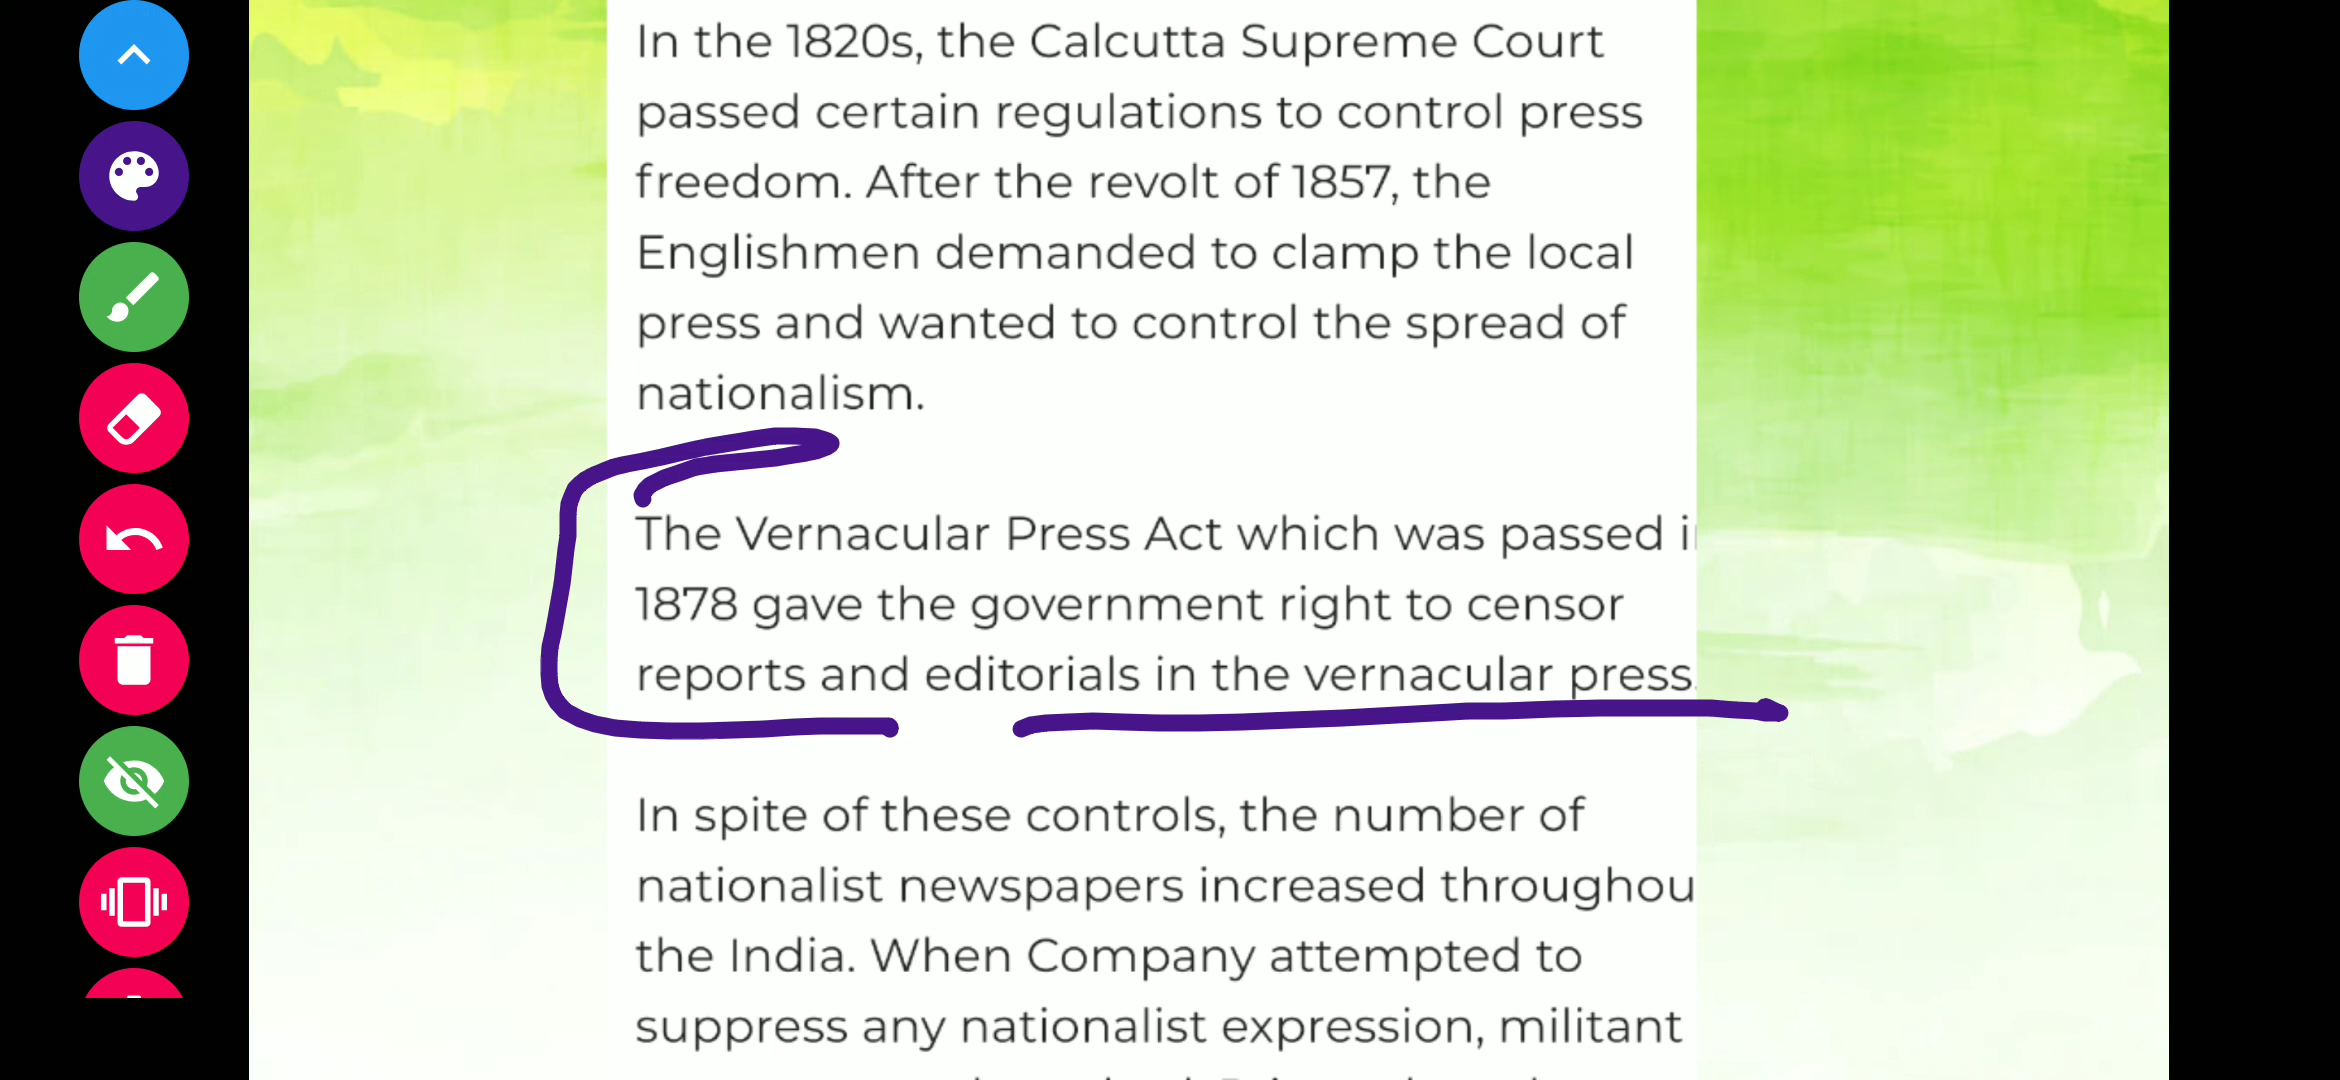 In the 1820s, the Calcutta Supreme Court
passed certain regulations to control press
freedom. After the revolt of 1857, the
Englishmen demanded to clamp the local
press and wanted to control the spread of
nationalism.
The Vernacular Press Act which was passed
1878 gave the government right to censor
reports and editorials in the vernacular press.
In spite of these controls, the number of
nationalist newspapers increased throughou
the India. When Company attempted to
suppress any nationalist expression, militant